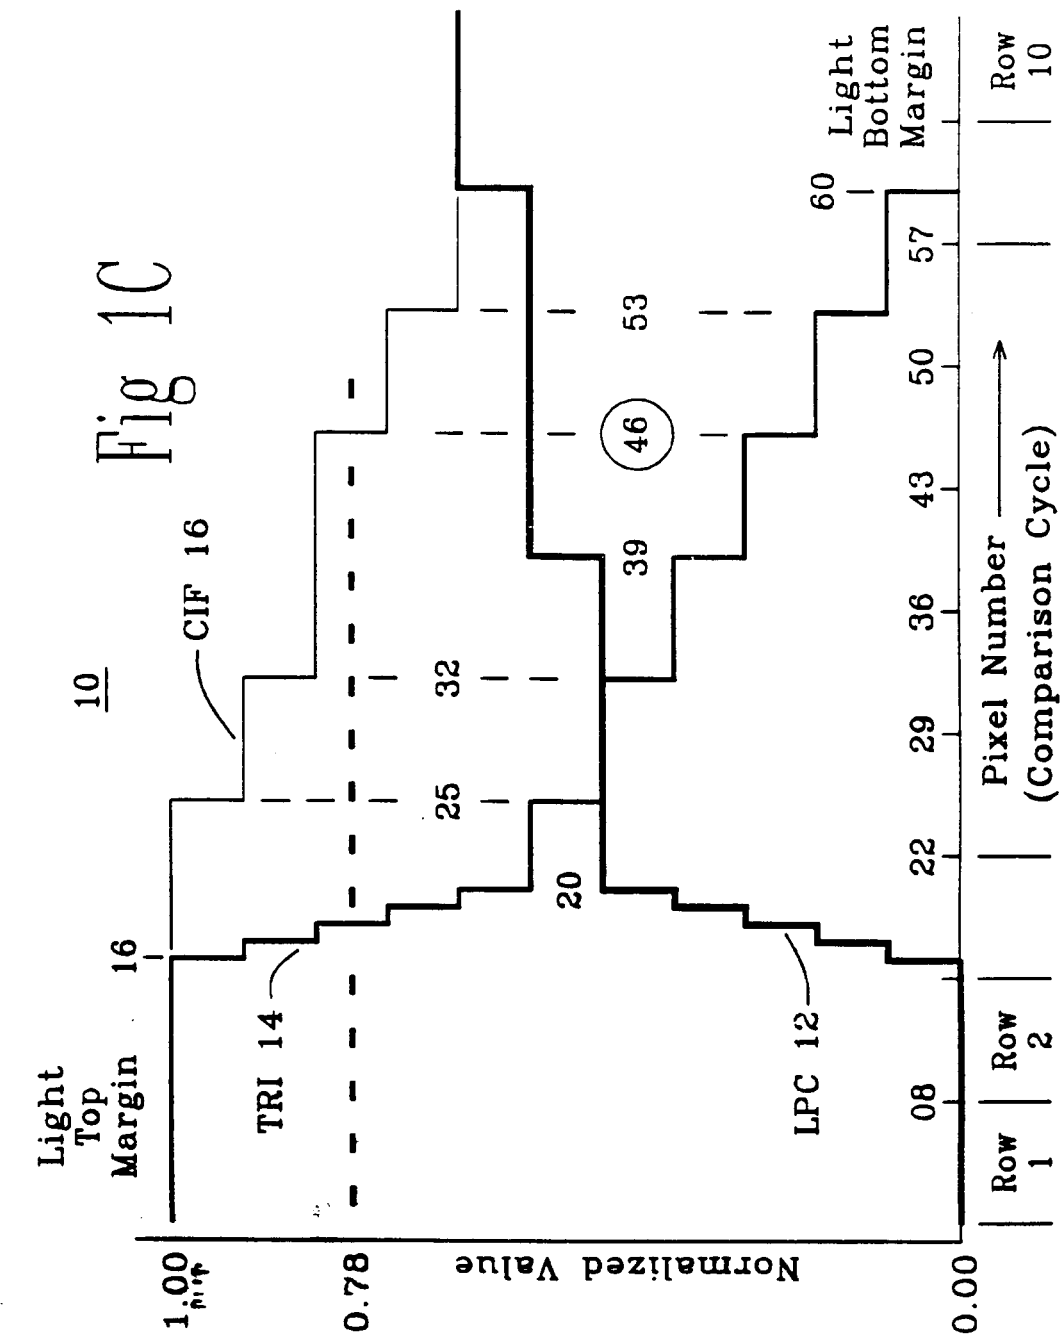 Fig 1C
10
Light
Top
Margin
16
CIF 16
TRI 14
LPC 12
20
25
32
39
46
53
60
Light
Bottom
Margin
1.00
0.78
0.00
Normalized Value
08
22
29
36
43
50
57
Row
1
Row
2
Row
10
Pixel Number
(Comparison Cycle)